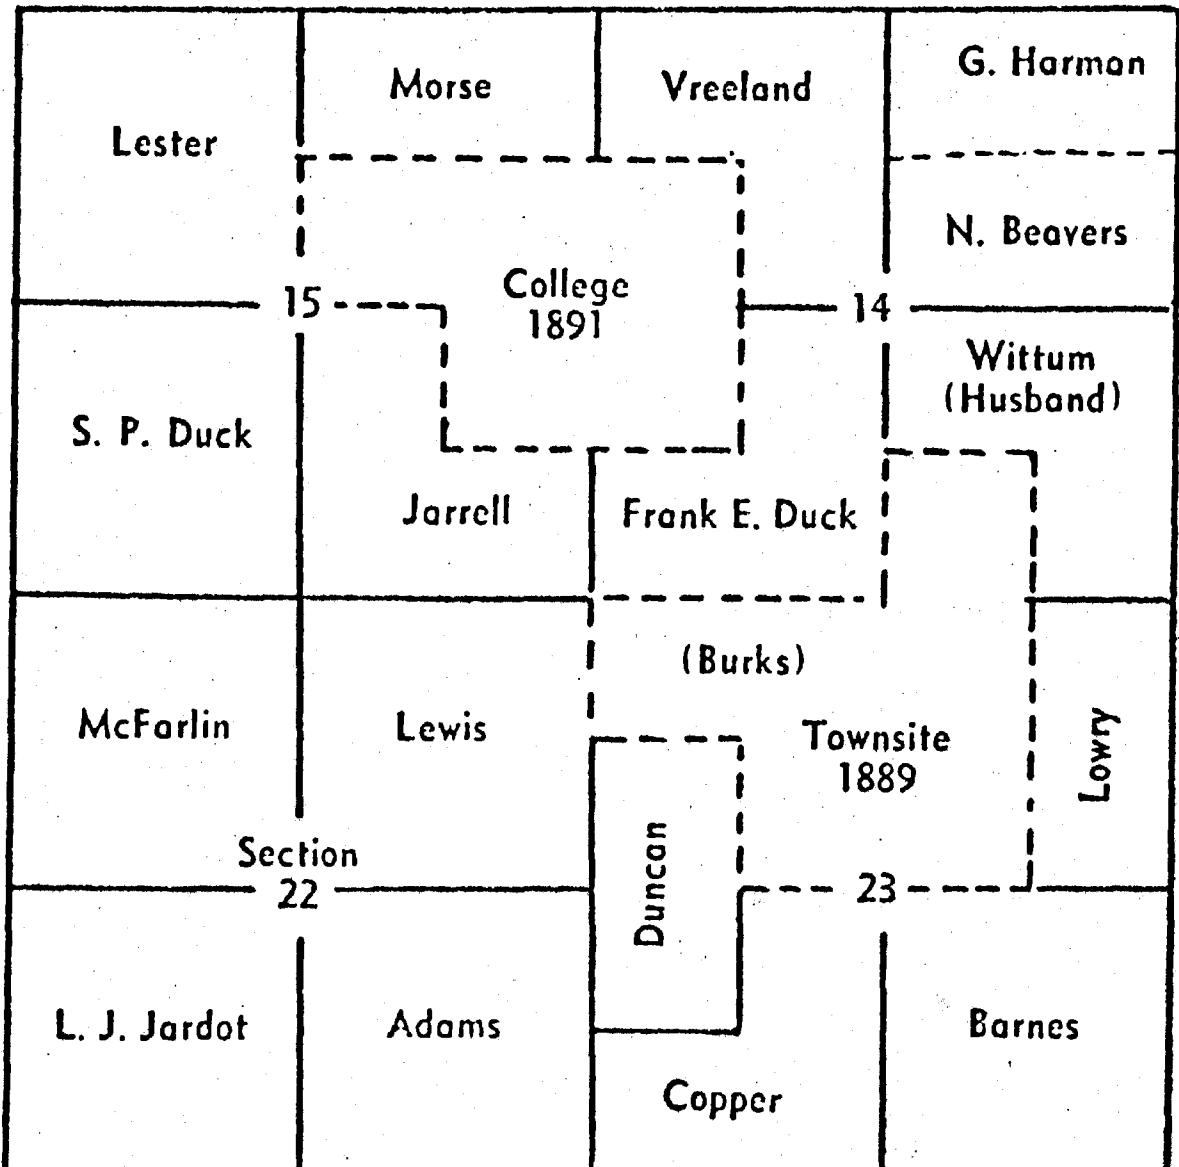 G. Harman
Morse
Vreeland
Lester
N. Beavers
College
1891
15
14
Wittum
(Husband)
S. P. Duck
Jarrell
Frank E. Duck
(Burks)
McFarlin
Lewis
Townsite
1889
Lowry
Section
22
Duncan
23
L. J. Jardot
Adams
Barnes
Copper